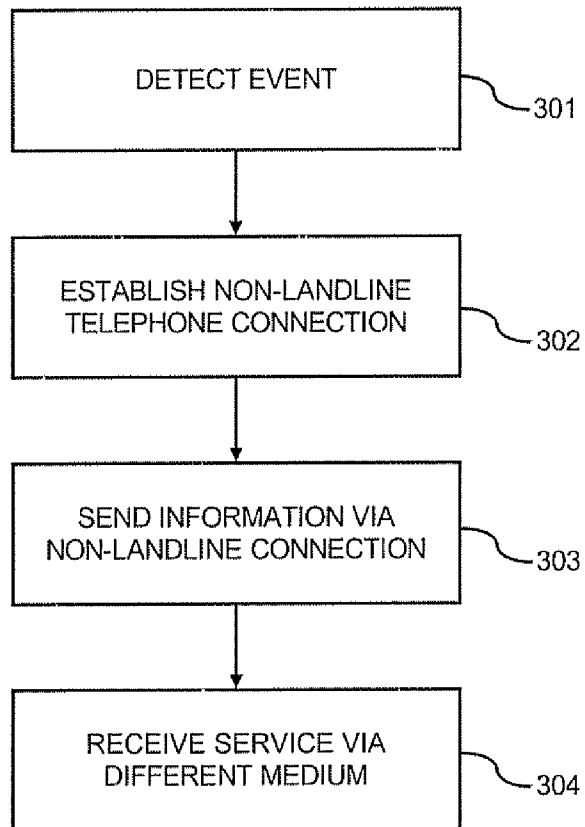 DETECT EVENT
301
ESTABLISH NON-LANDLINE
TELEPHONE CONNECTION
302
SEND INFORMATION VIA
NON-LANDLINE CONNECTION
303
RECEIVE SERVICE VIA
DIFFERENT MEDIUM
304